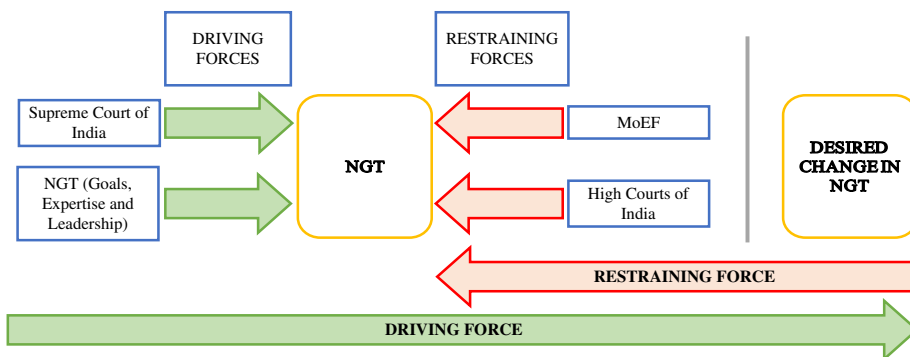 DRIVING
FORCES
RESTRAINING
FORCES
Supreme Court of
India
NGT (Goals,
Expertise and
Leadership)
NGT
MoEF
High Courts of
India
DESIRED
CHANGE IN
NGT
RESTRAINING FORCE
DRIVING FORCE